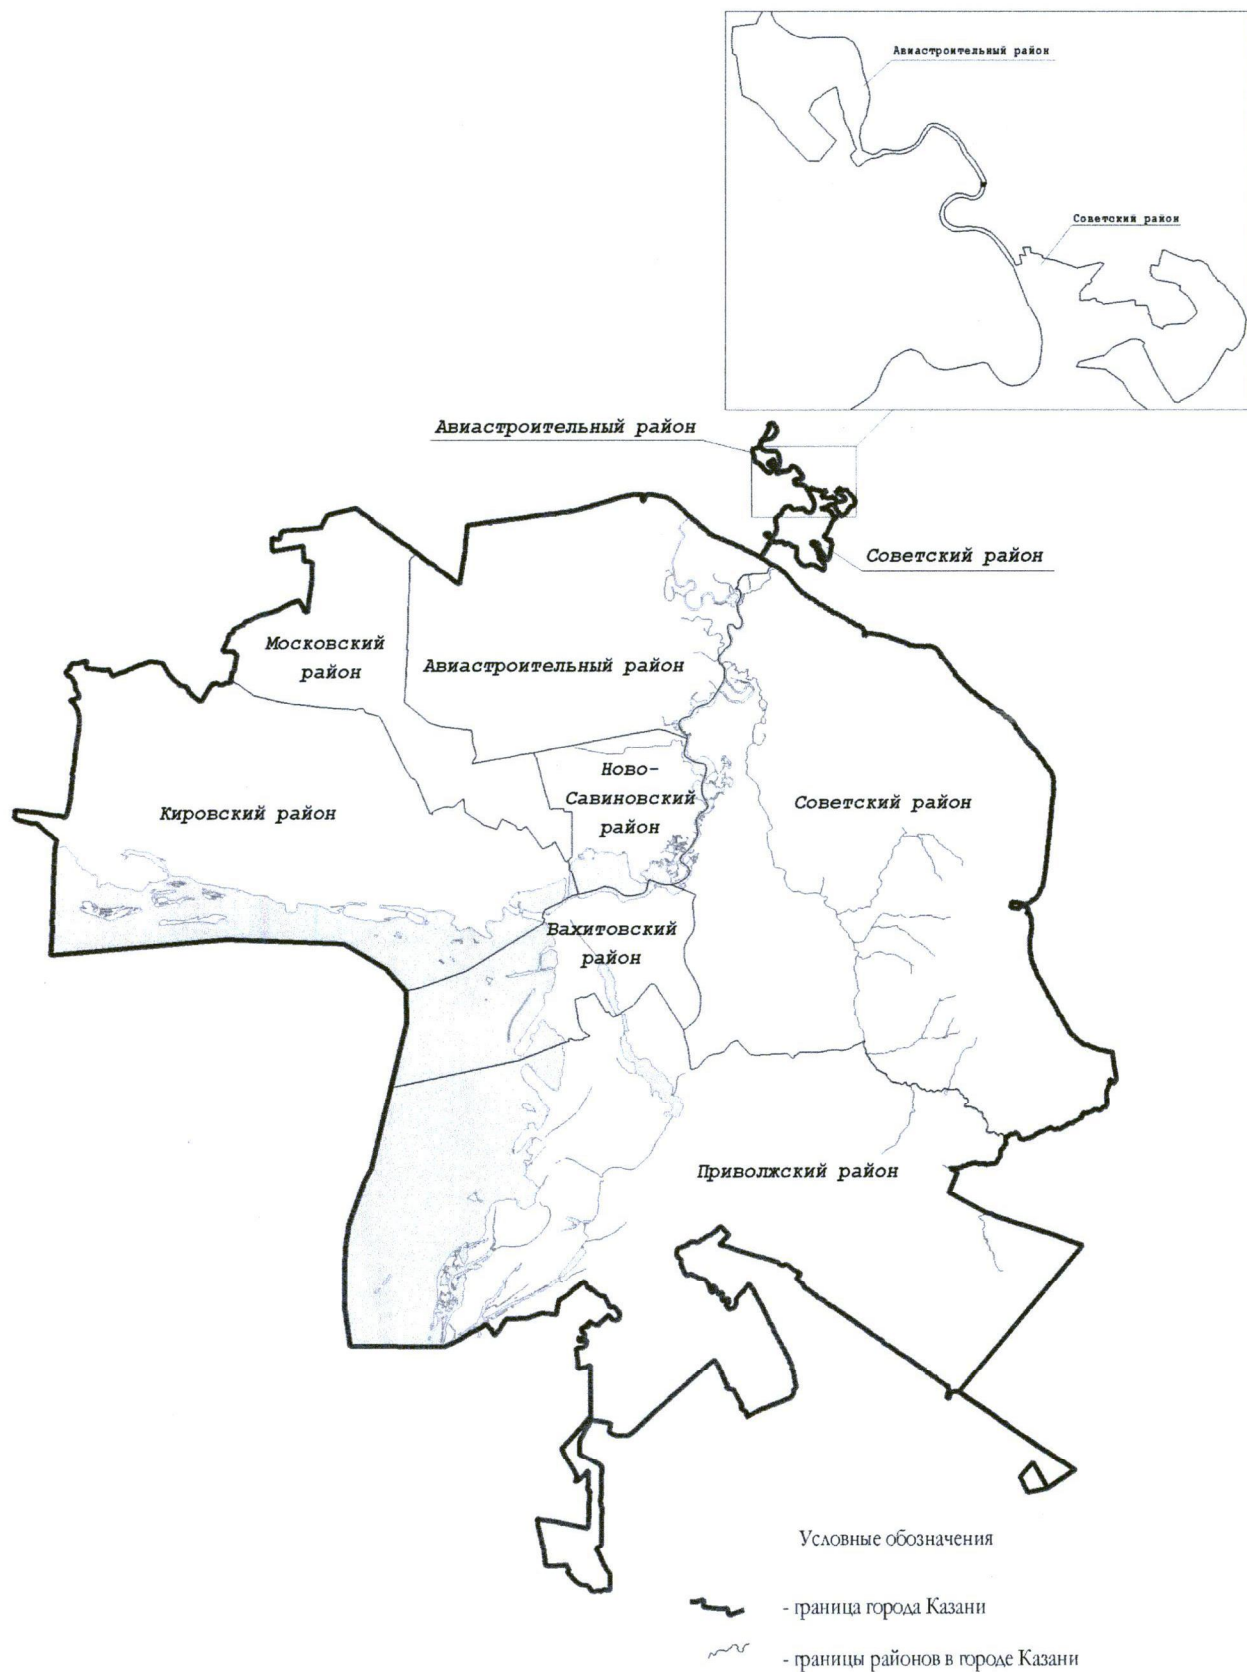 Авиастроительный район
Советский район
Авиастроительный район
Советский район
Московский
район
Авиастроительный район
Ново-
Савиновский
район
Кировский район
Советский район
Вахитовский
район
Приволжский район
Условные обозначения
- граница города Казани
- границы районов в городе Казани